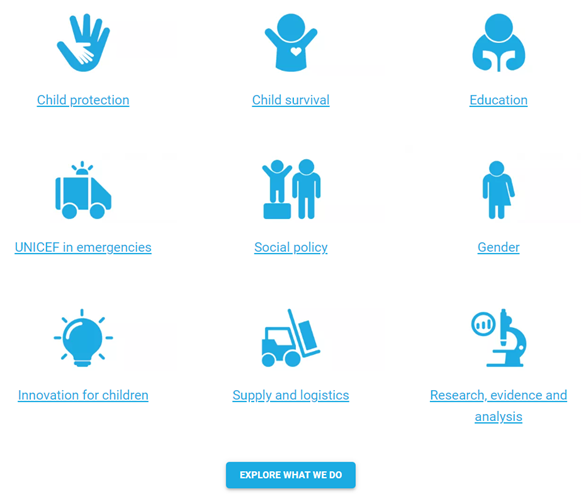 Child protection
Child survival
Education
UNICEF in emergencies
Social policy
Gender
Innovation for children
Supply and logistics
Research, evidence and
analysis
EXPLORE WHAT WE DO